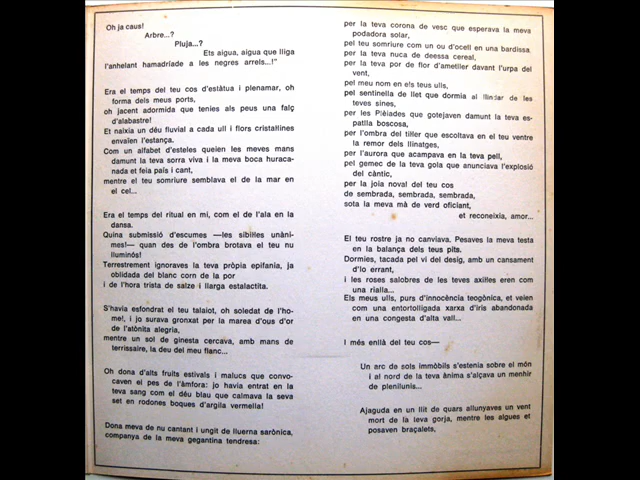 Oh ja caus!
Arbre...?
Pluja...?
Ets aigua, aigua que lliga
l'anhelant hamadríade a les negres arrels...!"
Era el temps del teu cos d'estàtua i plenamar, oh
forma dels meus ports,
oh jacent adormida que tenies als peus una falç
d'alabastre!
Et naixia un déu fluvial a cada ull i flors cristal·lines
envaïen l'estança.
Com un alfabet d'esteles queien les meves mans
damunt la teva sorra viva i la meva boca huraca-
nada et feia país i cant,
mentre el teu somriure semblava el de la mar en
el cel...
Era el temps del ritual en mi, com el de l'ala en la
dansa.
Quina submissió d'escumes —les sibil·les unàni-
mes!— quan des de l'ombra brotava el teu nu
lluminós!
Terrestrement ignoraves la teva pròpia epifania, ja
oblidada del blanc corn de la por
i de l'hora trista de salze i llarga estalactita.
S'havia esfondrat el teu talaiot, oh soledat de l'ho-
me!, i jo surava gronxat per la marea d'ous d'or
de l'atònita alegria,
mentre un sol de ginesta cercava, amb mans de
terrissaire, la deu del meu flanc...
Oh dona d'alts fruits estivals i malucs que convo-
caven el pes de l'àmfora: jo havia entrat en la
teva sang com el déu blau que calmava la seva
set en rodones boques d'argila vermella!
Dona meva de nu cantant i ungit de lluerna sarònica,
companya de la meva gegantina tendresa:
per la teva corona de vesc que esperava la meva
podadora solar,
pel teu somriure com un ou d'ocell en una bardissa,
per la teva nuca de deessa cereal,
per la teva por de flor d'ametller davant l'urpa del
vent,
pel meu nom en els teus ulls,
pel sentinella de llet que dormia al llindar de les
teves sines,
per les Plèiades que gotejaven damunt la teva es-
patlla boscosa,
per l'ombra del til·ler que escoltava en el teu ventre
la remor dels llinatges,
per l'aurora que acampava en la teva pell,
pel gemec de la teva gola que anunciava l'explosió
del càntic,
per la joia noval del teu cos
de sembrada, sembrada, sembrada,
sota la meva mà de verd oficiant,
et reconeixia, amor...
El teu rostre ja no canviava. Pesaves la meva testa
en la balança dels teus pits.
Dormies, tacada pel vi del desig, amb un cansament
d'lo errant,
i les roses salobres de les teves axil·les eren com
una rialla...
Els meus ulls, purs d'innocència teogònica, et veien
com una entortolligada xarxa d'iris abandonada
en una congesta d'alta vall...
I més enllà del teu cos—
Un arc de sols immòbils s'estenia sobre el món
i al nord de la teva ànima s'alçava un menhir
de plenilunis...
Ajaguda en un llit de quars allunyaves un vent
mort de la leva gorja, mentre les algues et
posaven braçalets,